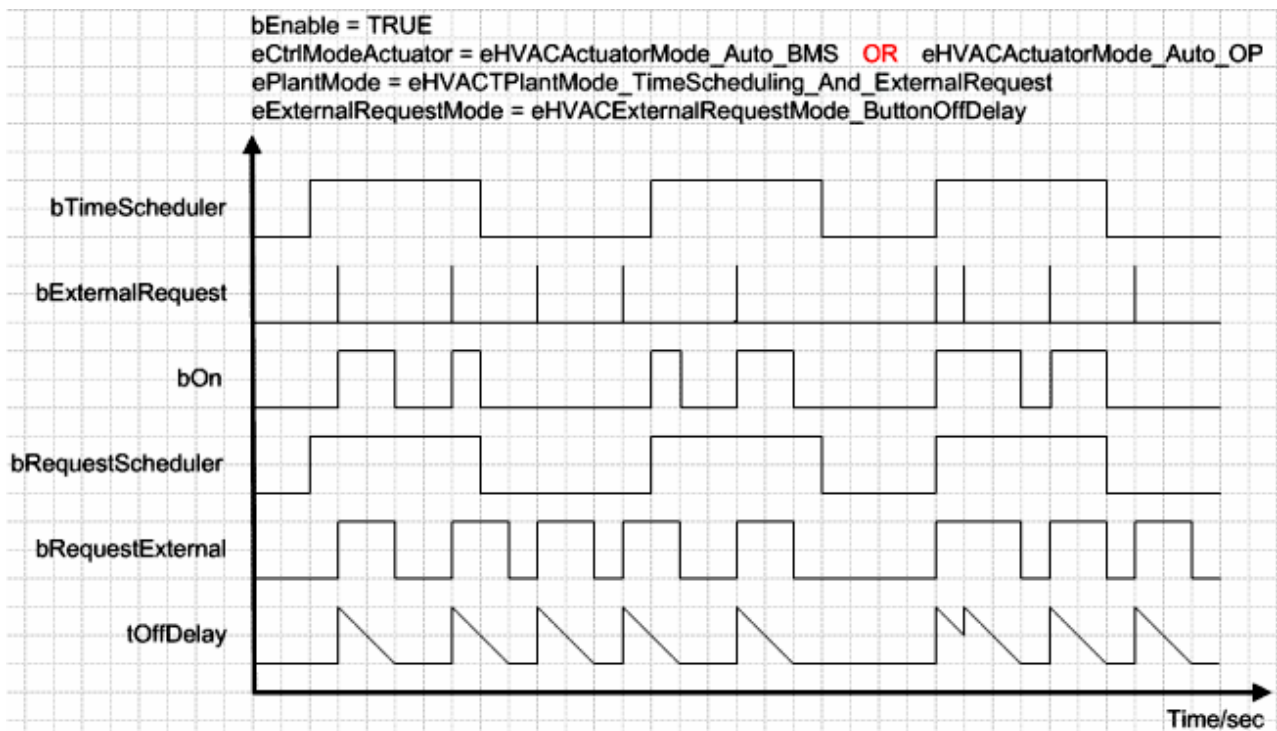 bEnable = TRUE
eCtrlModeActuator = eHVACActuatorMode_Auto_BMS OR eHVACActuatorMode_Auto_OP
ePlantMode = eHVACTPlantMode_TimeScheduling_And_ExternalRequest
eExternalRequestMode = eHVACExternalRequestMode_ButtonOffDelay
bTimeScheduler
bExternalRequest
bOn
bRequestScheduler
bRequestExternal
tOffDelay
Time/sec